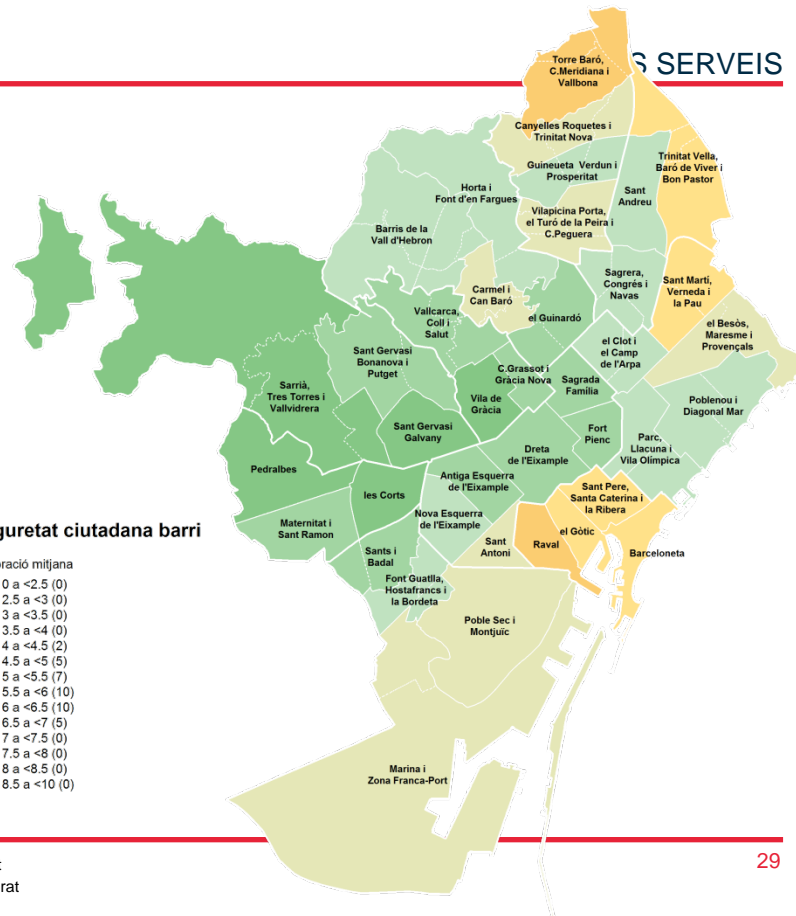 S SERVEIS
Torre Baró,
C.Meridiana i
Vallbona
Canyelles Roquetes i
Trinitat Nova
Guineueta Verdun i
Prosperitat
Trinitat Vella,
Baró de Viver i
Bon Pastor
Sant
Andreu
Horta i
Font d'en Fargues
Vilapicina Porta,
el Turó de la Peira i
C.Peguera
Barris de la
Vall d'Hebron
Sagrera,
Congrés i
Navas
Sant Martí,
Verneda i
la Pau
Carmel i
Can Baró
Vallcarca,
Coll i
Salut
el Guinardó
el Besòs,
Maresme i
Provençals
el Clot i
el Camp
de l'Arpa
Sant Gervasi
Bonanova i
Putget
C.Grassot i
Gràcia Nova
Sagrada
Família
Sarrià,
Tres Torres i
Vallvidrera
Vila de
Gràcia
Poblenou i
Diagonal Mar
Sant Gervasi
Galvany
Fort
Pienc
Parc,
Llacuna i
Vila Olímpica
Dreta
de l'Eixample
Pedralbes
Antiga Esquerra
de l'Eixample
les Corts
Sant Pere,
Santa Caterina i
la Ribera
Nova Esquerra
de l'Eixample
Maternitat i
Sant Ramon
el Gòtic
Sant
Antoni
Raval
Barceloneta
Sants i
Badal
Font Guatlla,
Hostafrancs i
la Bordeta
Poble Sec i
Montjuïc
Marina i
Zona Franca-Port
guretat ciutadana barri
oració mitjana
0 a <2.5 (0)
2.5 a <3 (0)
3 a <3.5 (0)
3.5 a <4 (0)
4 a <4.5 (2)
4.5 a <5 (5)
5 a <5.5 (7)
5.5 a <6 (10)
6 a <6.5 (10)
6.5 a <7 (5)
7 a <7.5 (0)
7.5 a <8 (0)
8 a <8.5 (0)
8.5 a <10 (0)
29
rat